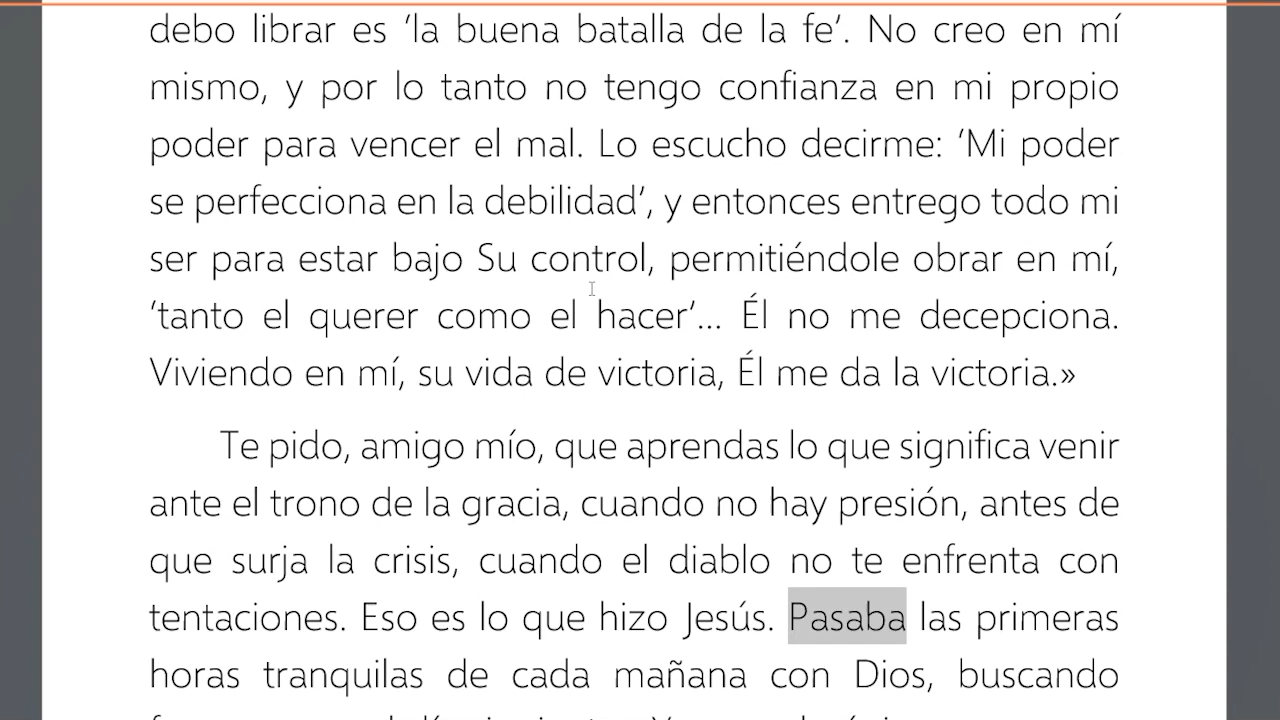 debo librar es ‘la buena batalla de la fe’. No creo en mí
mismo, y por lo tanto no tengo confianza en mi propio
poder para vencer el mal. Lo escucho decirme: ‘Mi poder
se perfecciona en la debilidad’, y entonces entrego todo mi
ser para estar bajo Su control, permitiéndole obrar en mí,
‘tanto el querer como el hacer’... Él no me decepciona.
Viviendo en mí, su vida de victoria, Él me da la victoria.»
Te pido, amigo mío, que aprendas lo que significa venir
ante el trono de la gracia, cuando no hay presión, antes de
que surja la crisis, cuando el diablo no te enfrenta con
tentaciones. Eso es lo que hizo Jesús. Pasaba las primeras
horas tranquilas de cada mañana con Dios, buscando